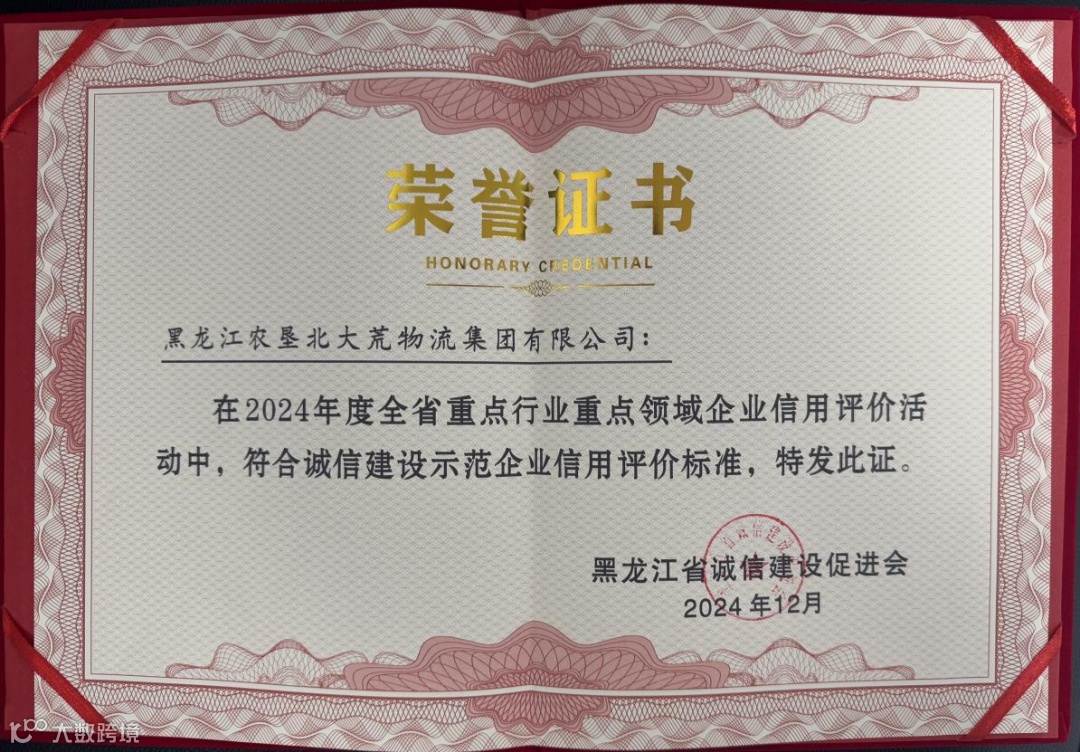 荣誉证书
HONORARY CREDENTIAL
黑龙江农垦北大荒物流集团有限公司:
在2024年度全省重点行业重点领域企业信用评价活
动中，符合诚信建设示范企业信用评价标准，特发此证。
黑龙江省诚信建设促进会
2024年12月
大数跨境